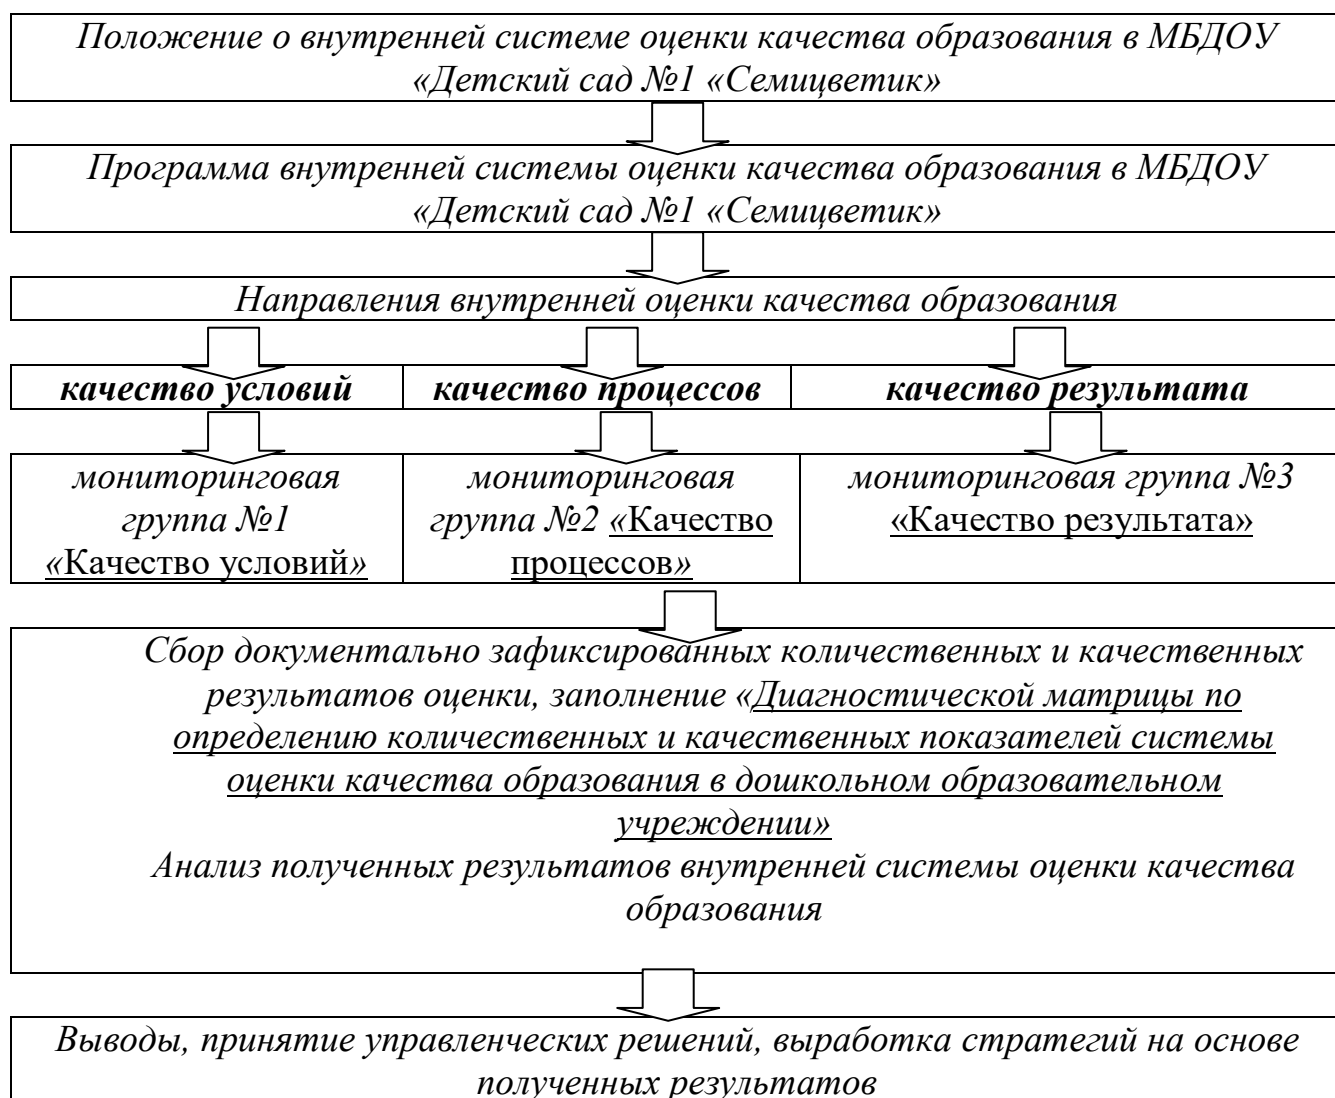 Положение о внутренней системе оценки качества образования в МБДОУ
«Детский сад №1 «Семицветик»
Программа внутренней системы оценки качества образования в МБДОУ
«Детский сад №1 «Семицветик»
Направления внутренней оценки качества образования
качество условий
качество процессов
качество результата
мониторинговая
группа №1
«Качество условий»
мониторинговая
группа №2 «Качество
процессов»
мониторинговая группа №3
«Качество результата»
Сбор документально зафиксированных количественных и качественных
результатов оценки, заполнение «Диагностической матрицы по
определению количественных и качественных показателей системы
оценки качества образования в дошкольном образовательном
учреждении»
Анализ полученных результатов внутренней системы оценки качества
образования
Выводы, принятие управленческих решений, выработка стратегий на основе
полученных результатов